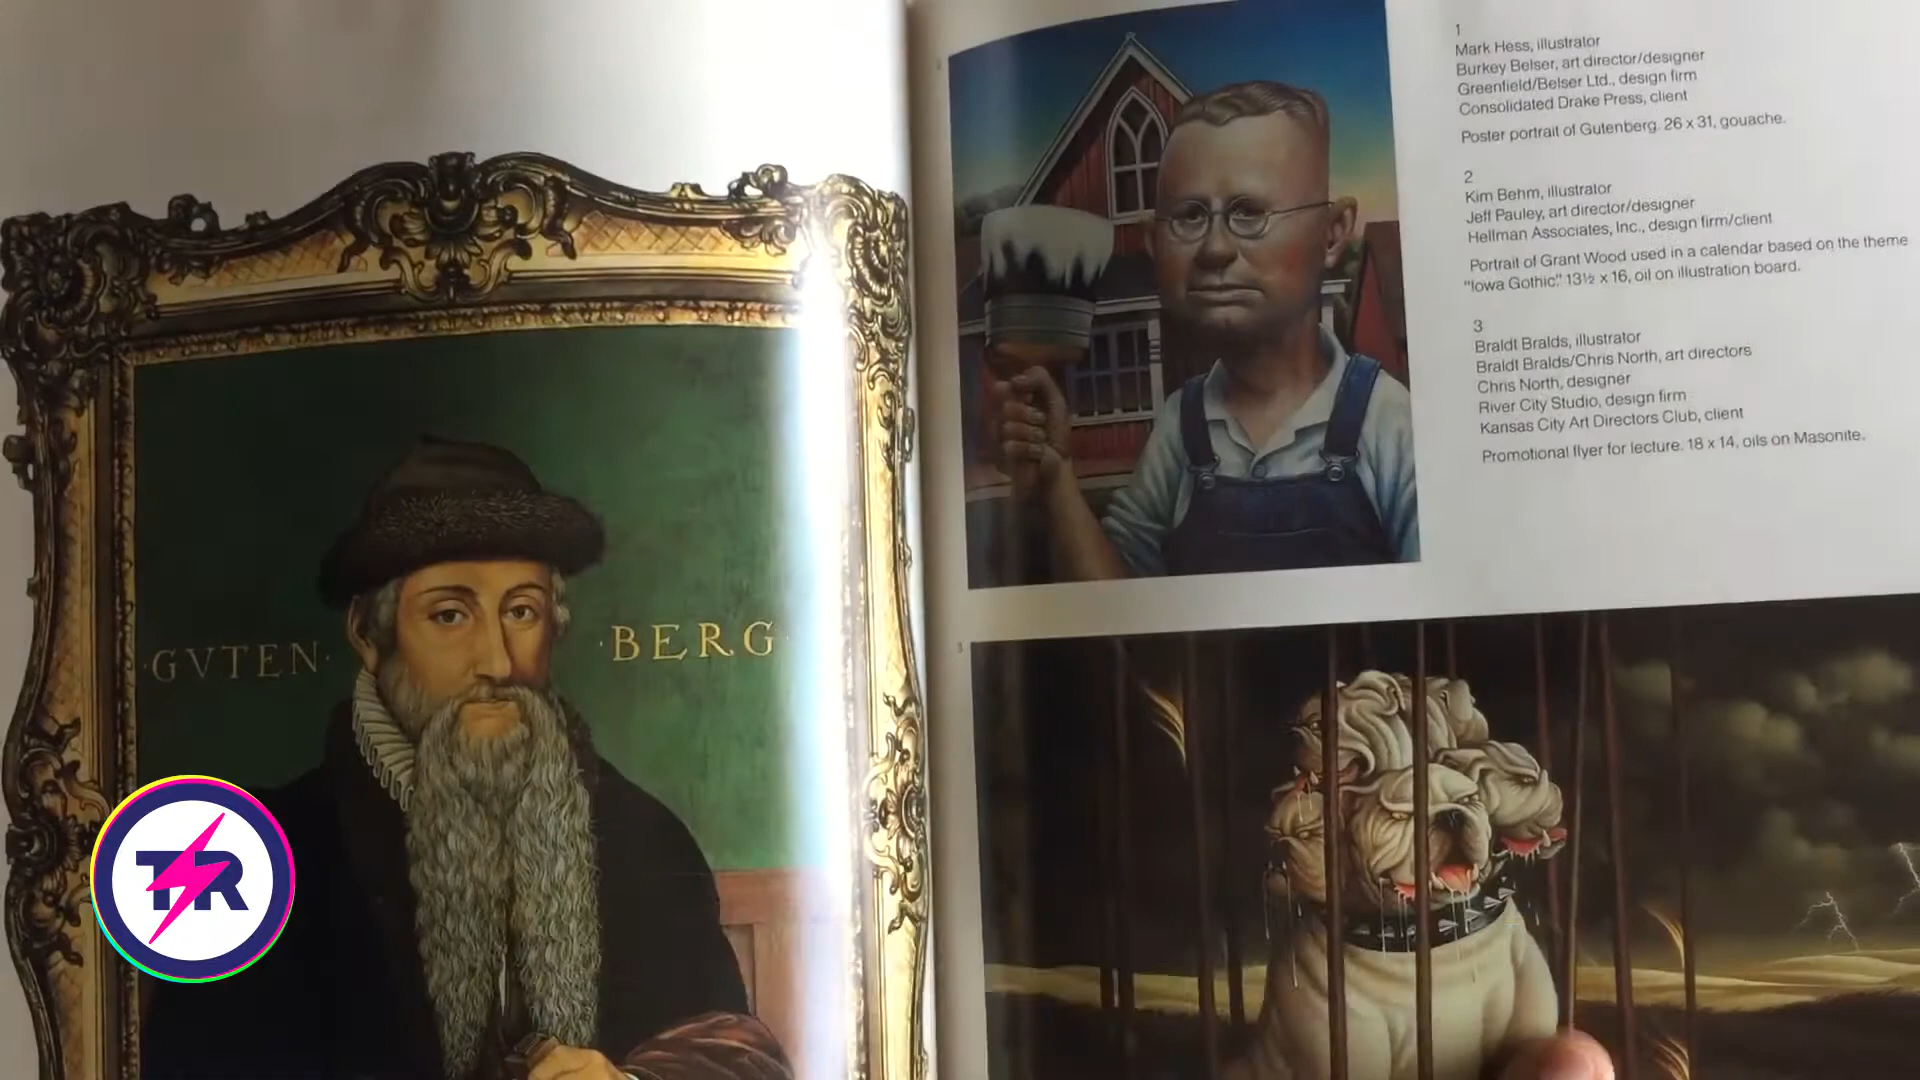 GVTEN·
·BERG·
TR
1
Mark Hess, illustrator
Burkey Belser, art director/designer
Greenfield/Belser Ltd., design firm
Consolidated Drake Press, client
Poster portrait of Gutenberg. 26 x 31, gouache.
2
Kim Behm, illustrator
Jeff Pauley, art director/designer
Hellman Associates, Inc., design firm/client
Portrait of Grant Wood used in a calendar based on the theme
"Iowa Gothic." 13½ x 16, oil on illustration board.
3
Braldt Bralds, illustrator
Braldt Bralds/Chris North, art directors
Chris North, designer
River City Studio, design firm
Kansas City Art Directors Club, client
Promotional flyer for lecture. 18 x 14, oils on Masonite.
3